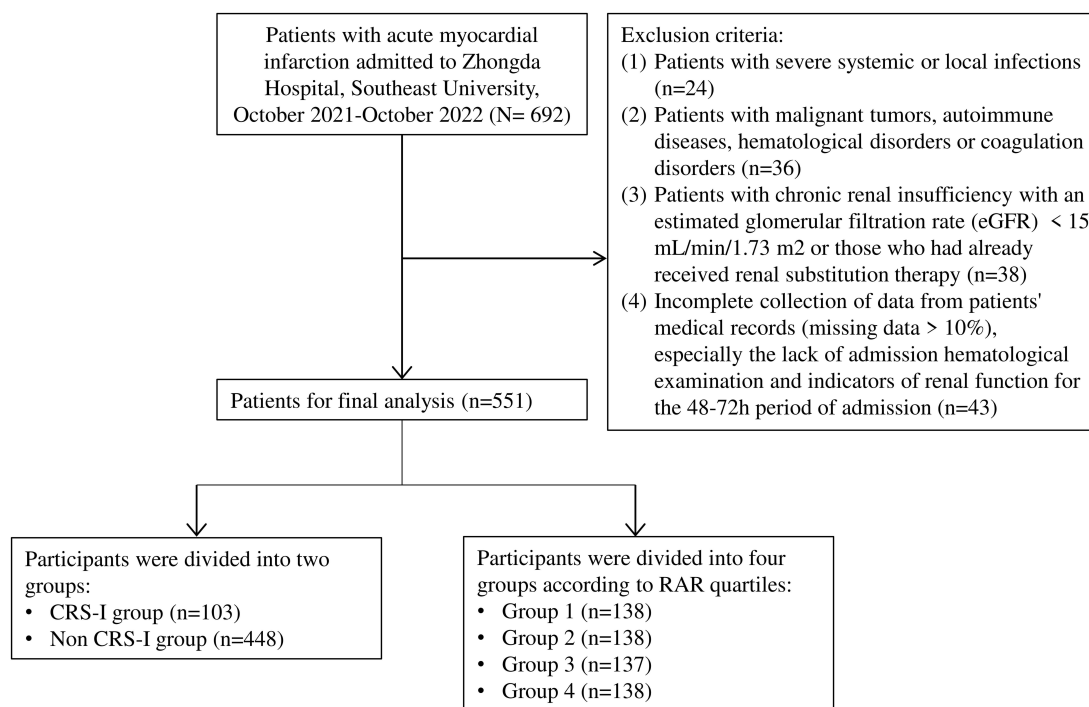 Patients with acute myocardial
infarction admitted to Zhongda
Hospital, Southeast University,
October 2021-October 2022 (N= 692)
Exclusion criteria:
(1) Patients with severe systemic or local infections
(n=24)
(2) Patients with malignant tumors, autoimmune
diseases, hematological disorders or coagulation
disorders (n=36)
(3) Patients with chronic renal insufficiency with an
estimated glomerular filtration rate (eGFR) < 15
mL/min/1.73 m2 or those who had already
received renal substitution therapy (n=38)
(4) Incomplete collection of data from patients'
medical records (missing data > 10%),
especially the lack of admission hematological
examination and indicators of renal function for
the 48-72h period of admission (n=43)
Patients for final analysis (n=551)
Participants were divided into two
groups:
• CRS-I group (n=103)
• Non CRS-I group (n=448)
Participants were divided into four
groups according to RAR quartiles:
• Group 1 (n=138)
• Group 2 (n=138)
• Group 3 (n=137)
• Group 4 (n=138)